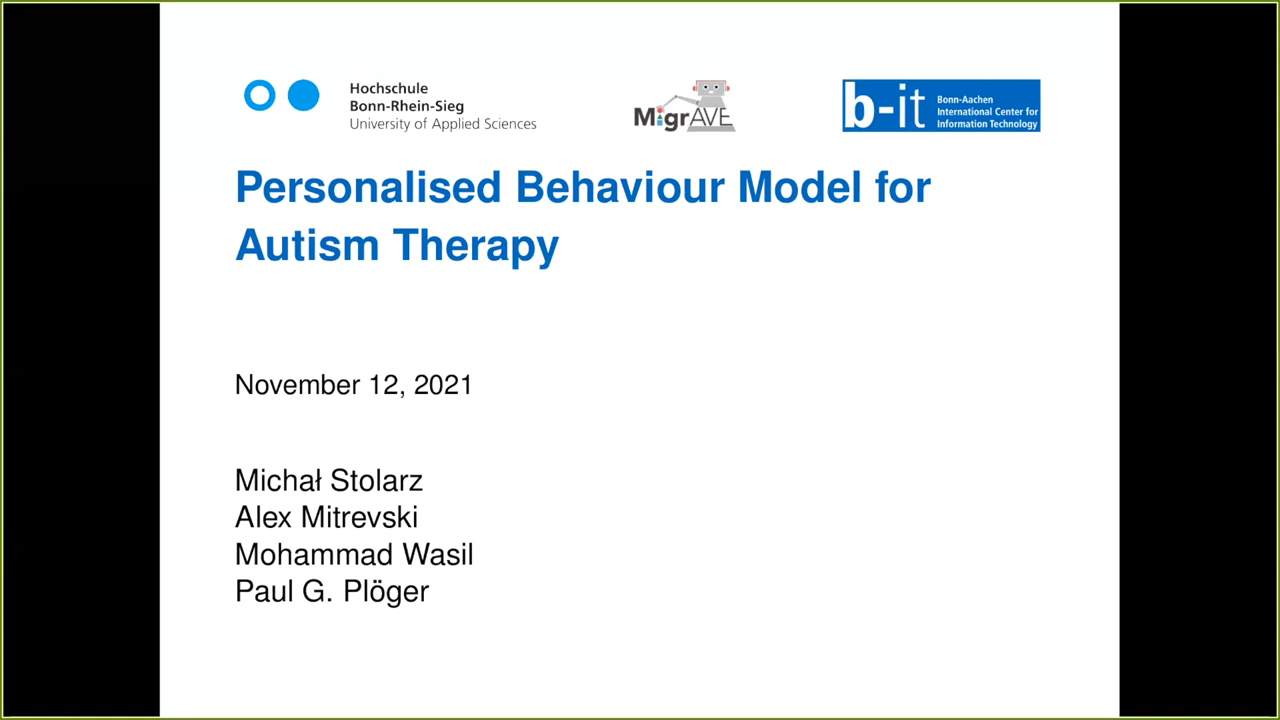 Hochschule
Bonn-Rhein-Sieg
University of Applied Sciences
MigrAVE
b-it
Bonn-Aachen
International Center for
Information Technology
Personalised Behaviour Model for
Autism Therapy
November 12, 2021
Michał Stolarz
Alex Mitrevski
Mohammad Wasil
Paul G. Plöger